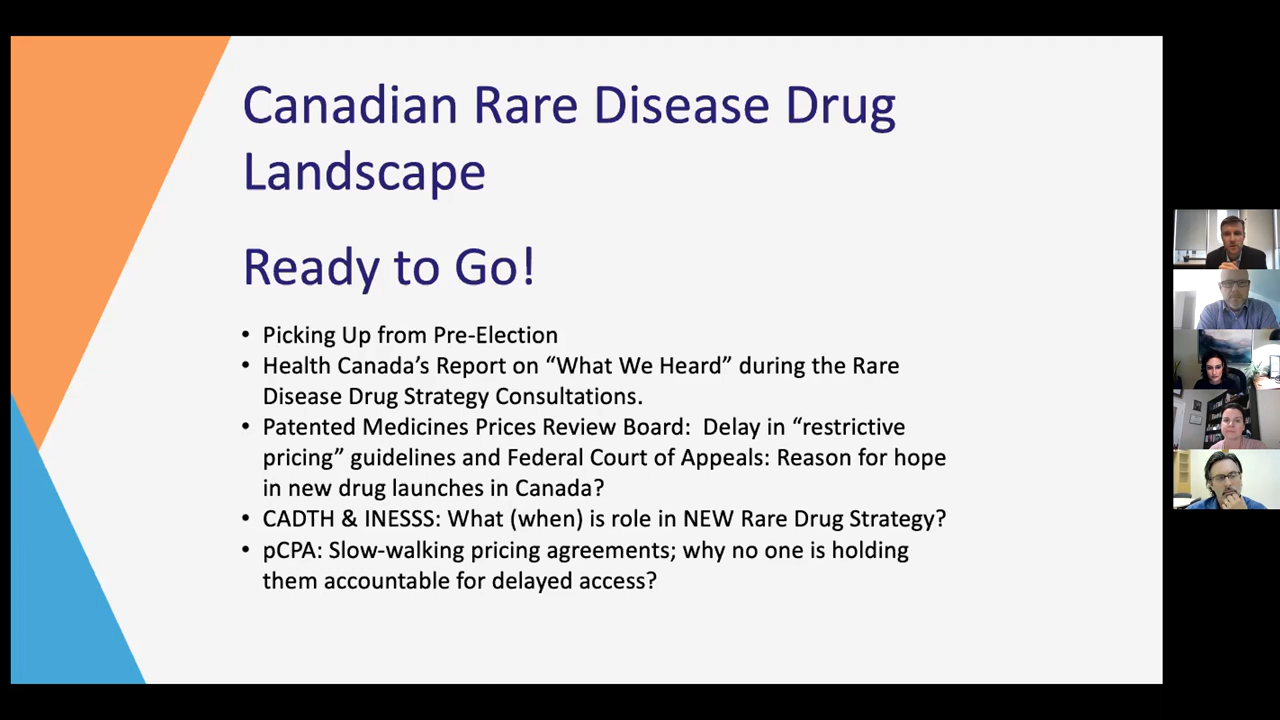 Canadian Rare Disease Drug
Landscape
Ready to Go!
• Picking Up from Pre-Election
• Health Canada’s Report on “What We Heard” during the Rare
Disease Drug Strategy Consultations.
• Patented Medicines Prices Review Board:  Delay in “restrictive
pricing” guidelines and Federal Court of Appeals: Reason for hope
in new drug launches in Canada?
• CADTH & INESSS: What (when) is role in NEW Rare Drug Strategy?
• pCPA: Slow-walking pricing agreements; why no one is holding
them accountable for delayed access?